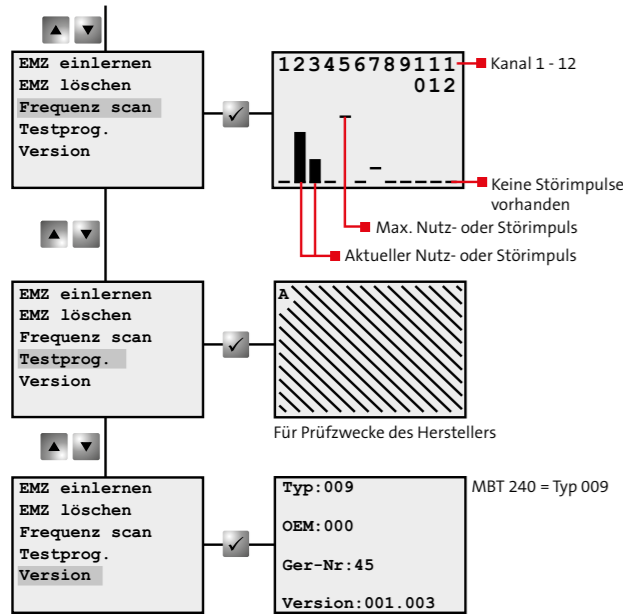 EMZ einlernen
EMZ löschen
Frequenz scan
Testprog.
Version
123456789111
012
Kanal 1 - 12
Keine Störimpulse
vorhanden
Max. Nutz- oder Störimpuls
Aktueller Nutz- oder Störimpuls
EMZ einlernen
EMZ löschen
Frequenz scan
Testprog.
Version
A
Für Prüfzwecke des Herstellers
EMZ einlernen
EMZ löschen
Frequenz scan
Testprog.
Version
Typ:009
OEM:000
Ger-Nr:45
Version:001.003
MBT 240 = Typ 009